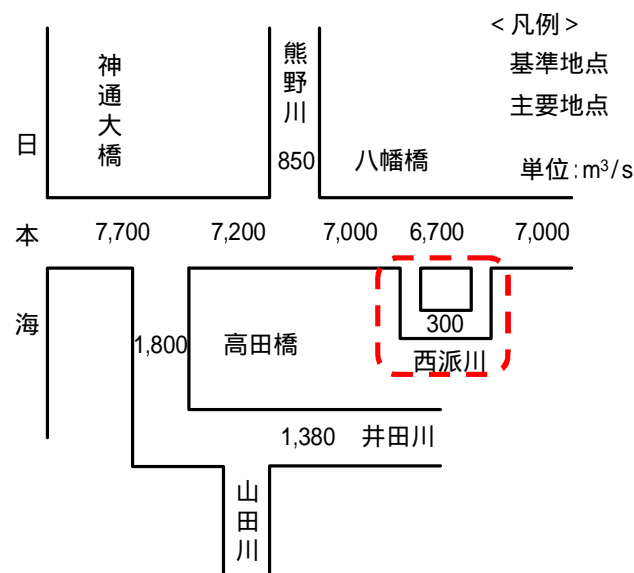 <凡例>
基準地点
主要地点
単位:m³/s
神通大橋
熊野川
850
八幡橋
日本海
7,700
7,200
7,000
6,700
7,000
1,800
高田橋
300
西派川
1,380
井田川
山田川